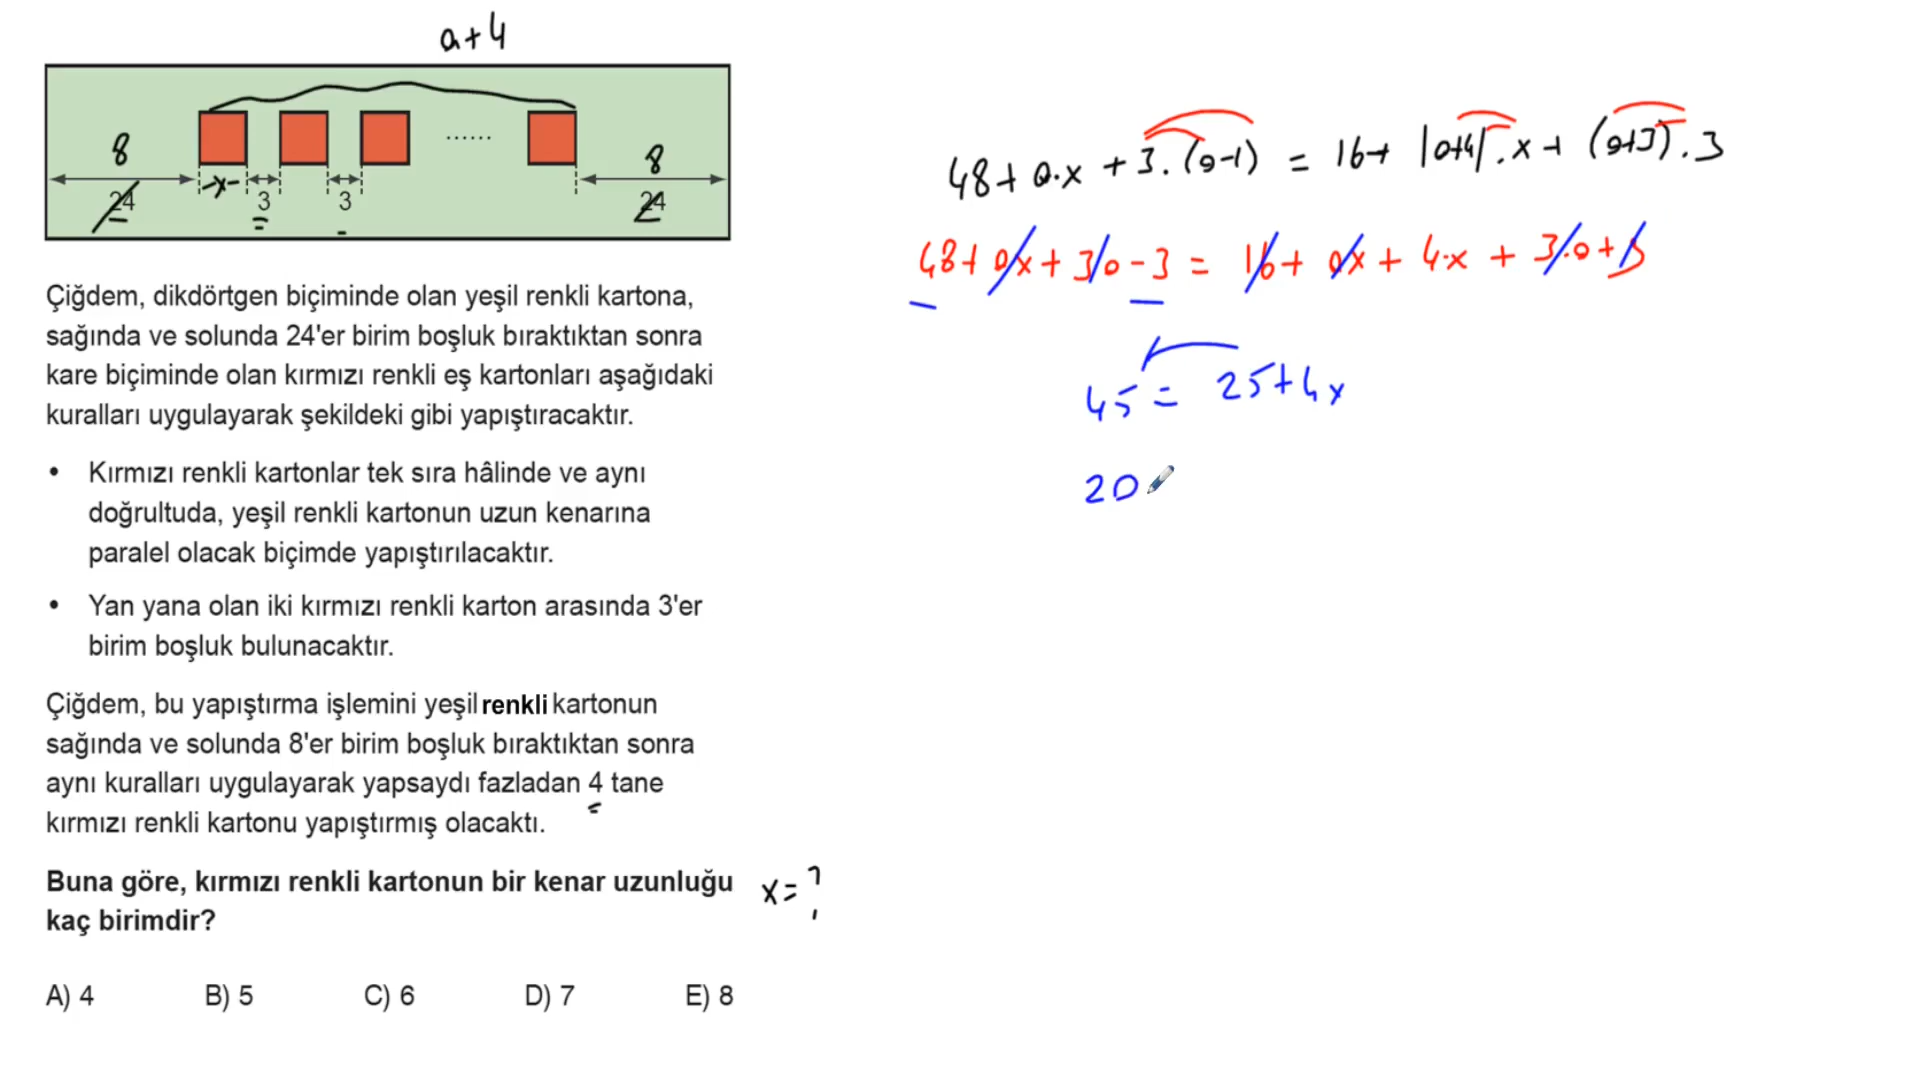 a+4
8
8
24
-x-
3
3
24
Çiğdem, dikdörtgen biçiminde olan yeşil renkli kartona,
sağında ve solunda 24'er birim boşluk bıraktıktan sonra
kare biçiminde olan kırmızı renkli eş kartonları aşağıdaki
kuralları uygulayarak şekildeki gibi yapıştıracaktır.
• Kırmızı renkli kartonlar tek sıra hâlinde ve aynı
doğrultuda, yeşil renkli kartonun uzun kenarına
paralel olacak biçimde yapıştırılacaktır.
• Yan yana olan iki kırmızı renkli karton arasında 3'er
birim boşluk bulunacaktır.
Çiğdem, bu yapıştırma işlemini yeşil renkli kartonun
sağında ve solunda 8'er birim boşluk bıraktıktan sonra
aynı kuralları uygulayarak yapsaydı fazladan 4 tane
kırmızı renkli kartonu yapıştırmış olacaktı.
Buna göre, kırmızı renkli kartonun bir kenar uzunluğu
kaç birimdir?
x=?
A) 4 B) 5 C) 6 D) 7 E) 8
48+a.x+3.(a-1) = 16+(a+4).x+(a+3).3
48+ax+3a-3 = 16+ax+4.x+3.a+9
45 = 25+4x
20